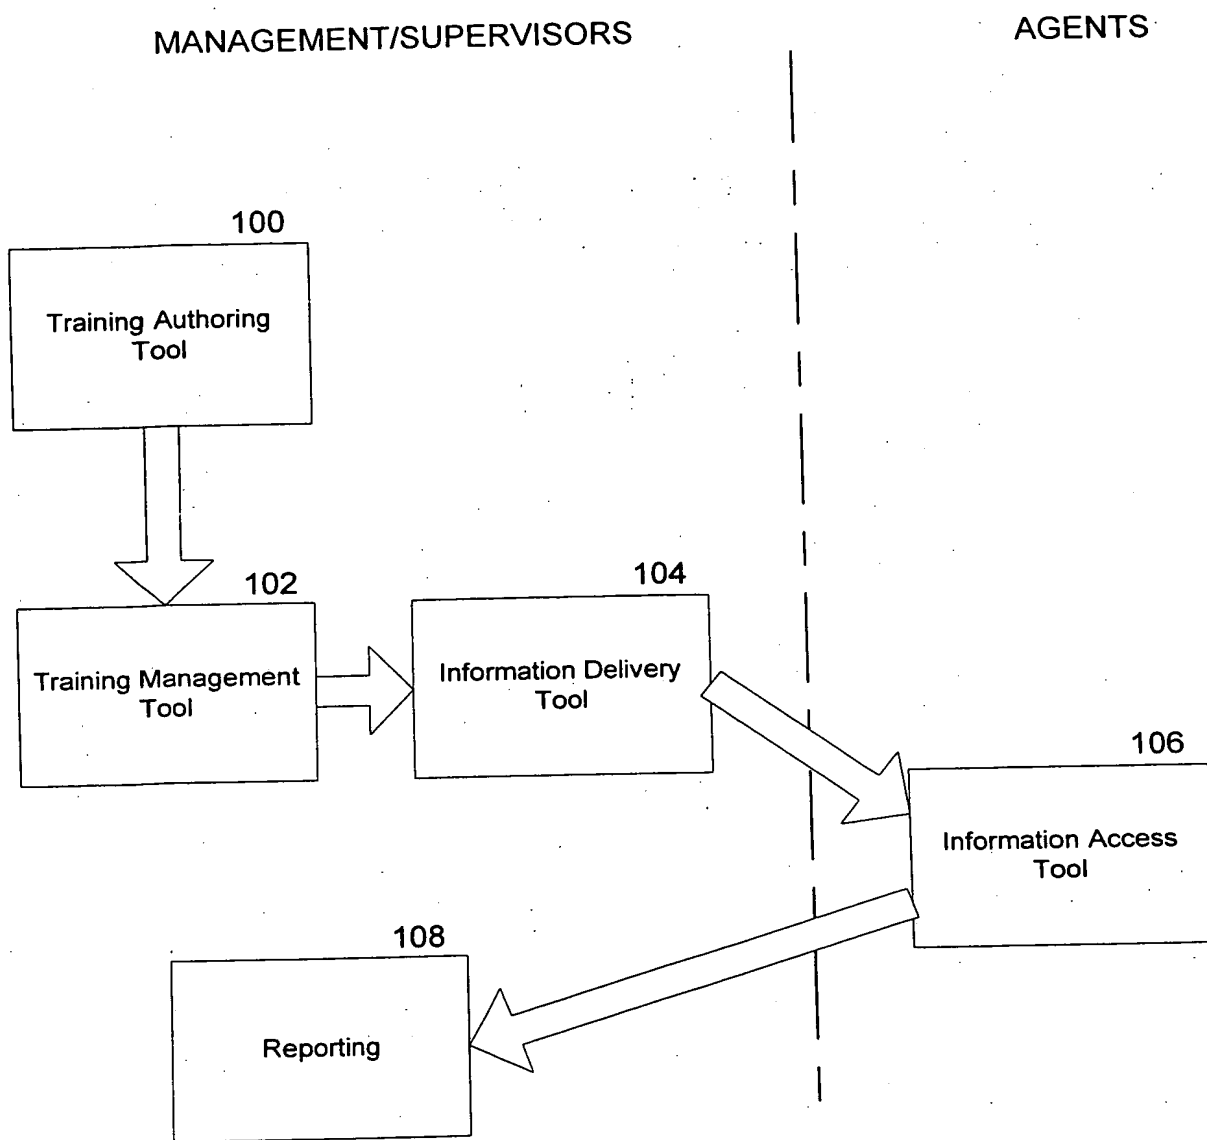 MANAGEMENT/SUPERVISORS
AGENTS
100
Training Authoring
Tool
102
Training Management
Tool
104
Information Delivery
Tool
106
Information Access
Tool
108
Reporting